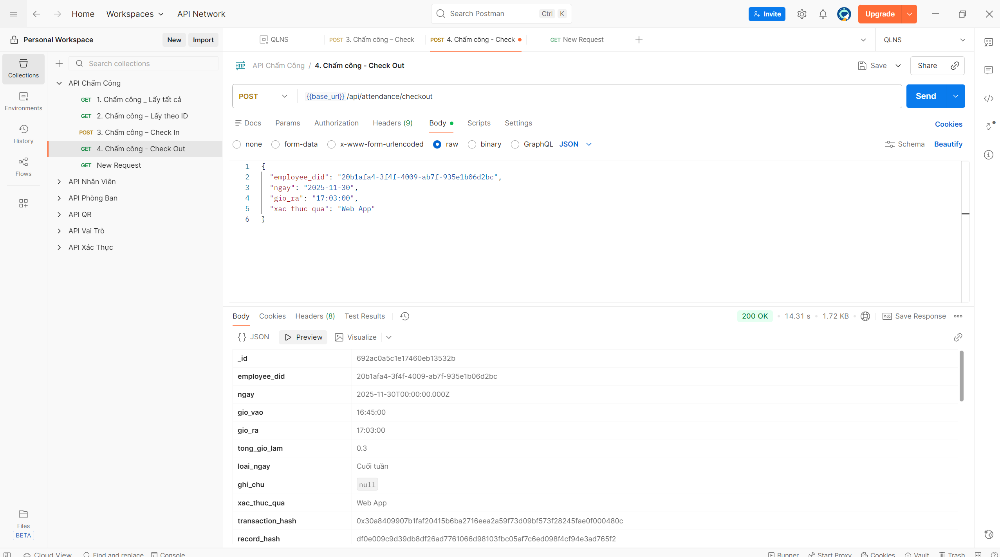 Home Workspaces API Network Search Postman Ctrl K Invite Upgrade
Personal Workspace New Import
QLNS POST 3. Chấm công – Check POST 4. Chấm công - Check GET New Request QLNS
Collections
Environments
History
Flows
Files
BETA
Search collections
API Chấm Công
GET 1. Chấm công _ Lấy tất cả
GET 2. Chấm công – Lấy theo ID
POST 3. Chấm công – Check In
GET 4. Chấm công - Check Out
GET New Request
API Nhân Viên
API Phòng Ban
API QR
API Vai Trò
API Xác Thực
HTTP API Chấm Công / 4. Chấm công - Check Out Save Share
POST {{base_url}}/api/attendance/checkout Send
Docs Params Authorization Headers (9) Body Scripts Settings Cookies
none form-data x-www-form-urlencoded raw binary GraphQL JSON Schema Beautify
1 {
2 "employee_did": "20b1afa4-3f4f-4009-ab7f-935e1b06d2bc",
3 "ngay": "2025-11-30",
4 "gio_ra": "17:03:00",
5 "xac_thuc_qua": "Web App"
6 }
Body Cookies Headers (8) Test Results 200 OK 14.31 s 1.72 KB e.g. Save Response
{} JSON Preview Visualize
_id 692ac0a5c1e17460eb13532b
employee_did 20b1afa4-3f4f-4009-ab7f-935e1b06d2bc
ngay 2025-11-30T00:00:00.000Z
gio_vao 16:45:00
gio_ra 17:03:00
tong_gio_lam 0.3
loai_ngay Cuối tuần
ghi_chu null
xac_thuc_qua Web App
transaction_hash 0x30a8409907b1faf20415b6ba2716eea2a59f73d09bf573f28245fae0f000480c
record_hash df0e009c9d39db8df26ad7761066d98103fbc05af7c6ed098f4cf94e3ad765f2
Cloud View Find and replace Console Runner Start Proxy Cookies Vault Trash